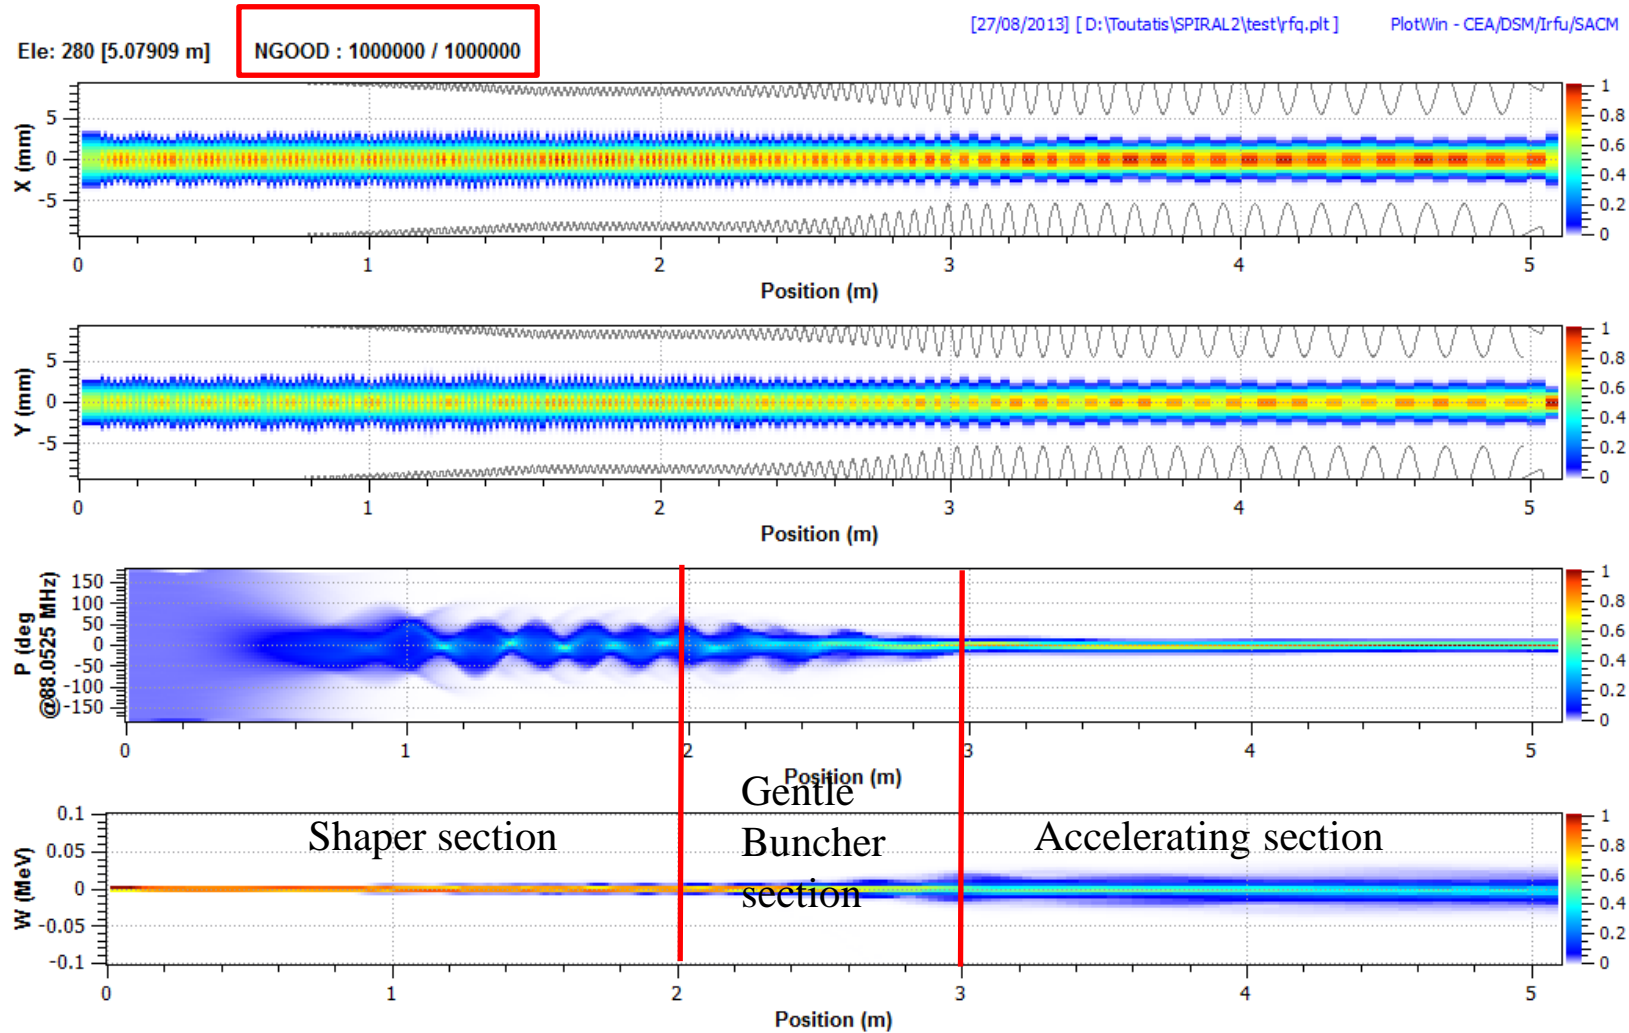 [27/08/2013] [ D:\Toutatis\SPIRAL2\test\rfq.plt ] PlotWin - CEA/DSM/Irfu/SACM
Ele: 280 [5.07909 m] NGOOD : 1000000 / 1000000
X (mm)
5
0
-5
0 1 2 3 4 5
Position (m)
1
0.8
0.6
0.4
0.2
0
Y (mm)
5
0
-5
0 1 2 3 4 5
Position (m)
1
0.8
0.6
0.4
0.2
0
P (deg
@88.0525 MHz)
150
100
50
0
-50
-100
-150
0 1 2 3 4 5
Position (m)
1
0.8
0.6
0.4
0.2
0
Gentle
Shaper section Buncher Accelerating section
section
W (MeV)
0.1
0.05
0
-0.05
-0.1
0 1 2 3 4 5
Position (m)
1
0.8
0.6
0.4
0.2
0